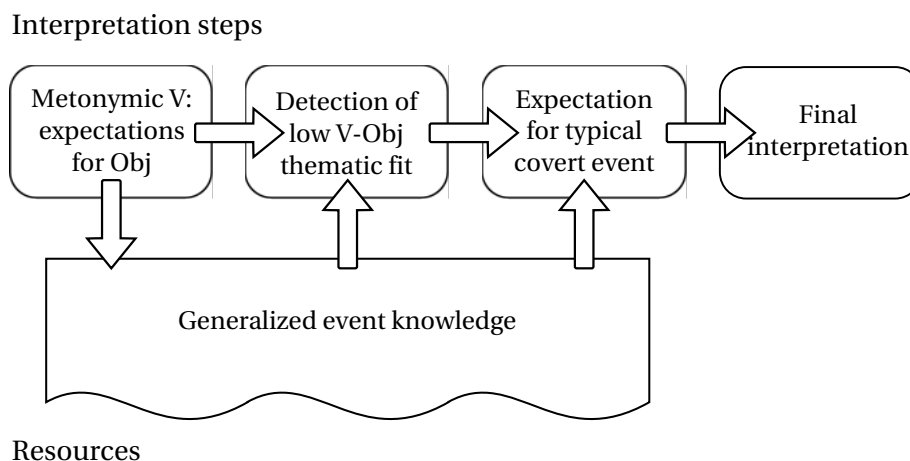 Interpretation steps
Metonymic V:
expectations
for Obj
Detection of
low V-Obj
thematic fit
Expectation
for typical
covert event
Final
interpretation
Generalized event knowledge
Resources